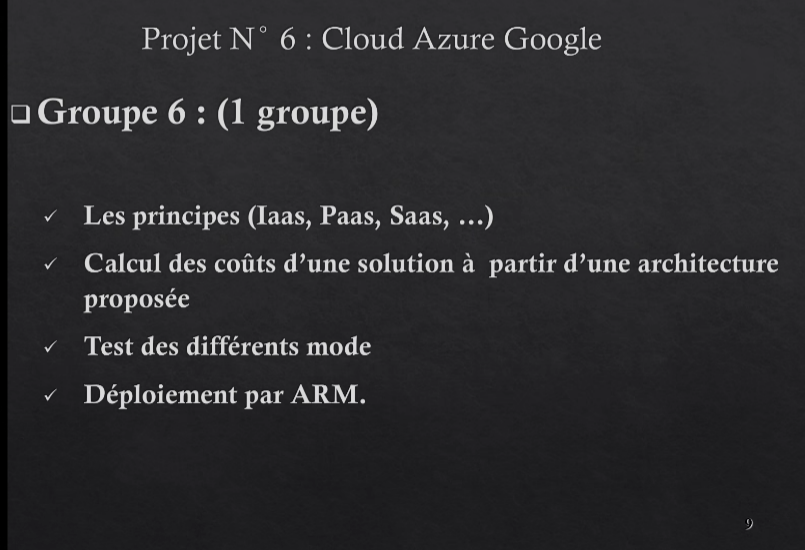 Projet N° 6 : Cloud Azure Google
Groupe 6 : (1 groupe)
Les principes (Iaas, Paas, Saas, …)
Calcul des coûts d’une solution à partir d’une architecture
proposée
Test des différents mode
Déploiement par ARM.
9